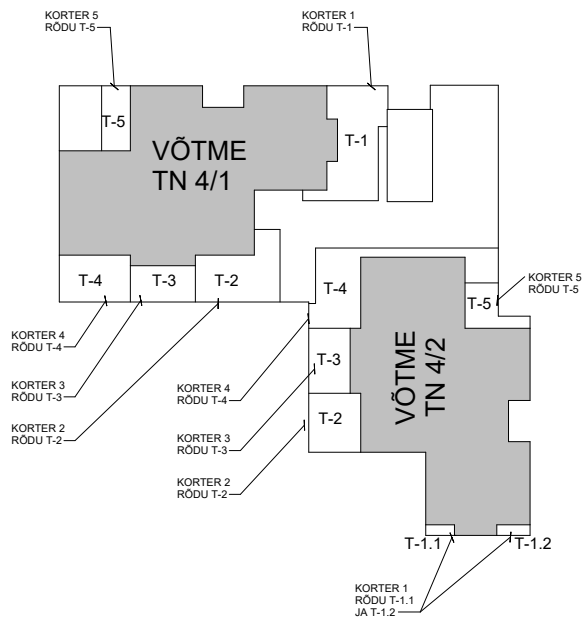 KORTER 5
RÕDU T-5
KORTER 1
RÕDU T-1
T-5
T-1
VÕTME
TN 4/1
T-4
T-3
T-2
T-4
T-5
KORTER 5
RÕDU T-5
KORTER 4
RÕDU T-4
T-3
VÕTME
TN 4/2
KORTER 3
RÕDU T-3
KORTER 4
RÕDU T-4
T-2
KORTER 2
RÕDU T-2
KORTER 3
RÕDU T-3
KORTER 2
RÕDU T-2
T-1.1
T-1.2
KORTER 1
RÕDU T-1.1
JA T-1.2